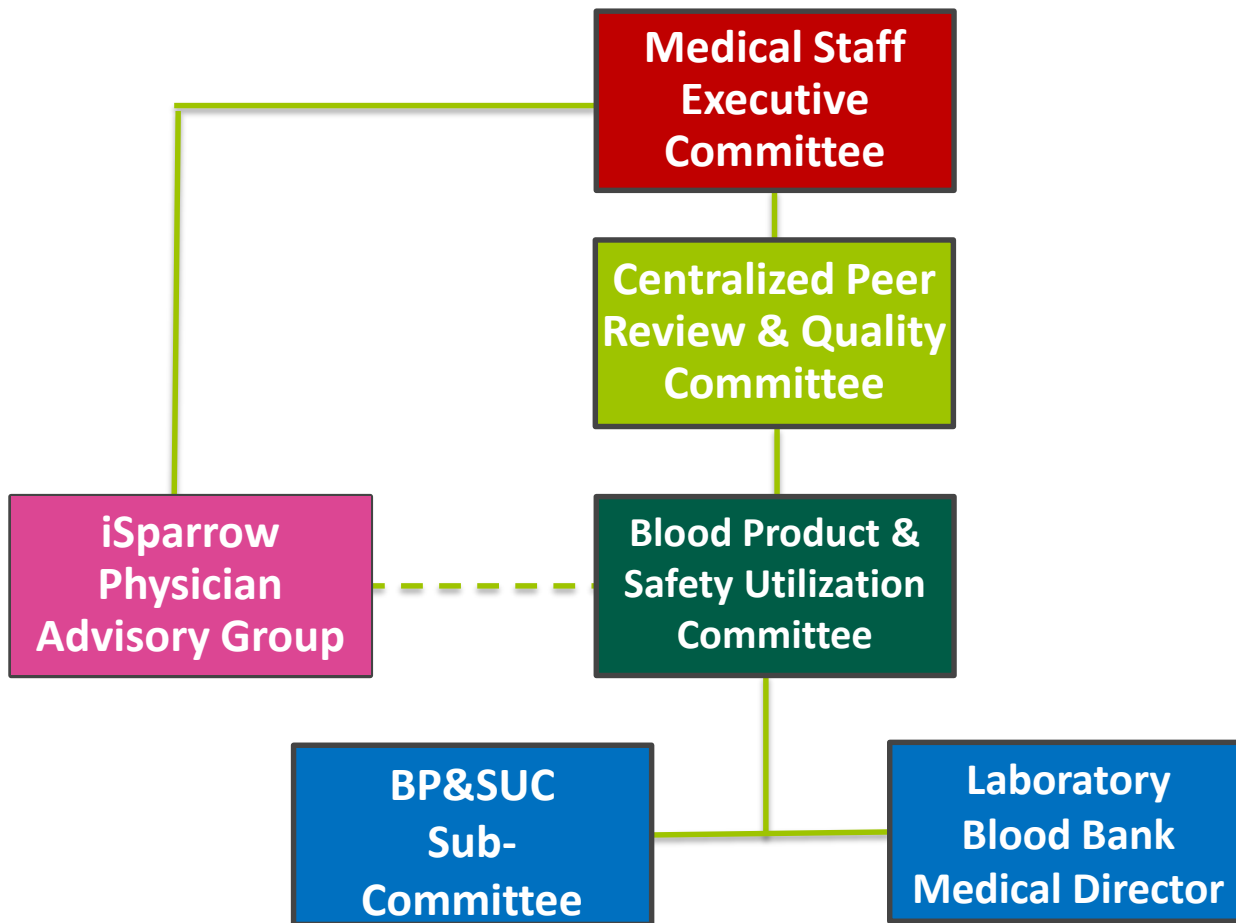 Medical Staff
Executive
Committee
Centralized Peer
Review & Quality
Committee
iSparrow
Physician
Advisory Group
Blood Product &
Safety Utilization
Committee
BP&SUC
Sub-
Committee
Laboratory
Blood Bank
Medical Director